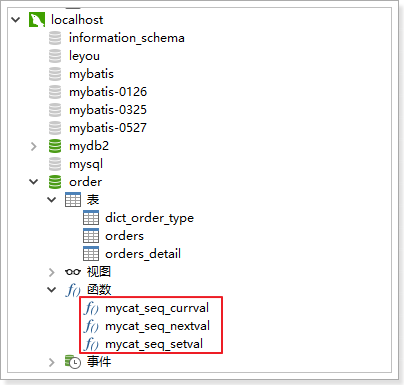 localhost
information_schema
leyou
mybatis
mybatis-0126
mybatis-0325
mybatis-0527
mydb2
mysql
order
表
dict_order_type
orders
orders_detail
视图
f() 函数
f() mycat_seq_currval
f() mycat_seq_nextval
f() mycat_seq_setval
事件